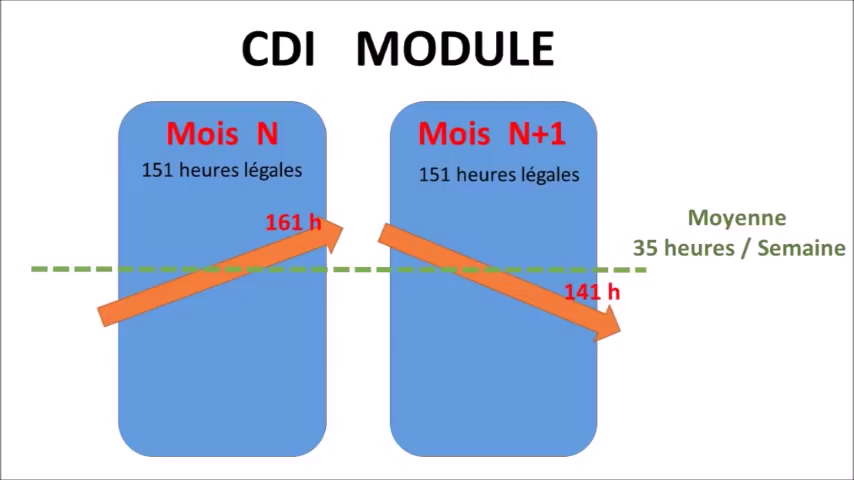 CDI MODULE
Mois N
151 heures légales
161 h
Mois N+1
151 heures légales
141 h
Moyenne
35 heures / Semaine